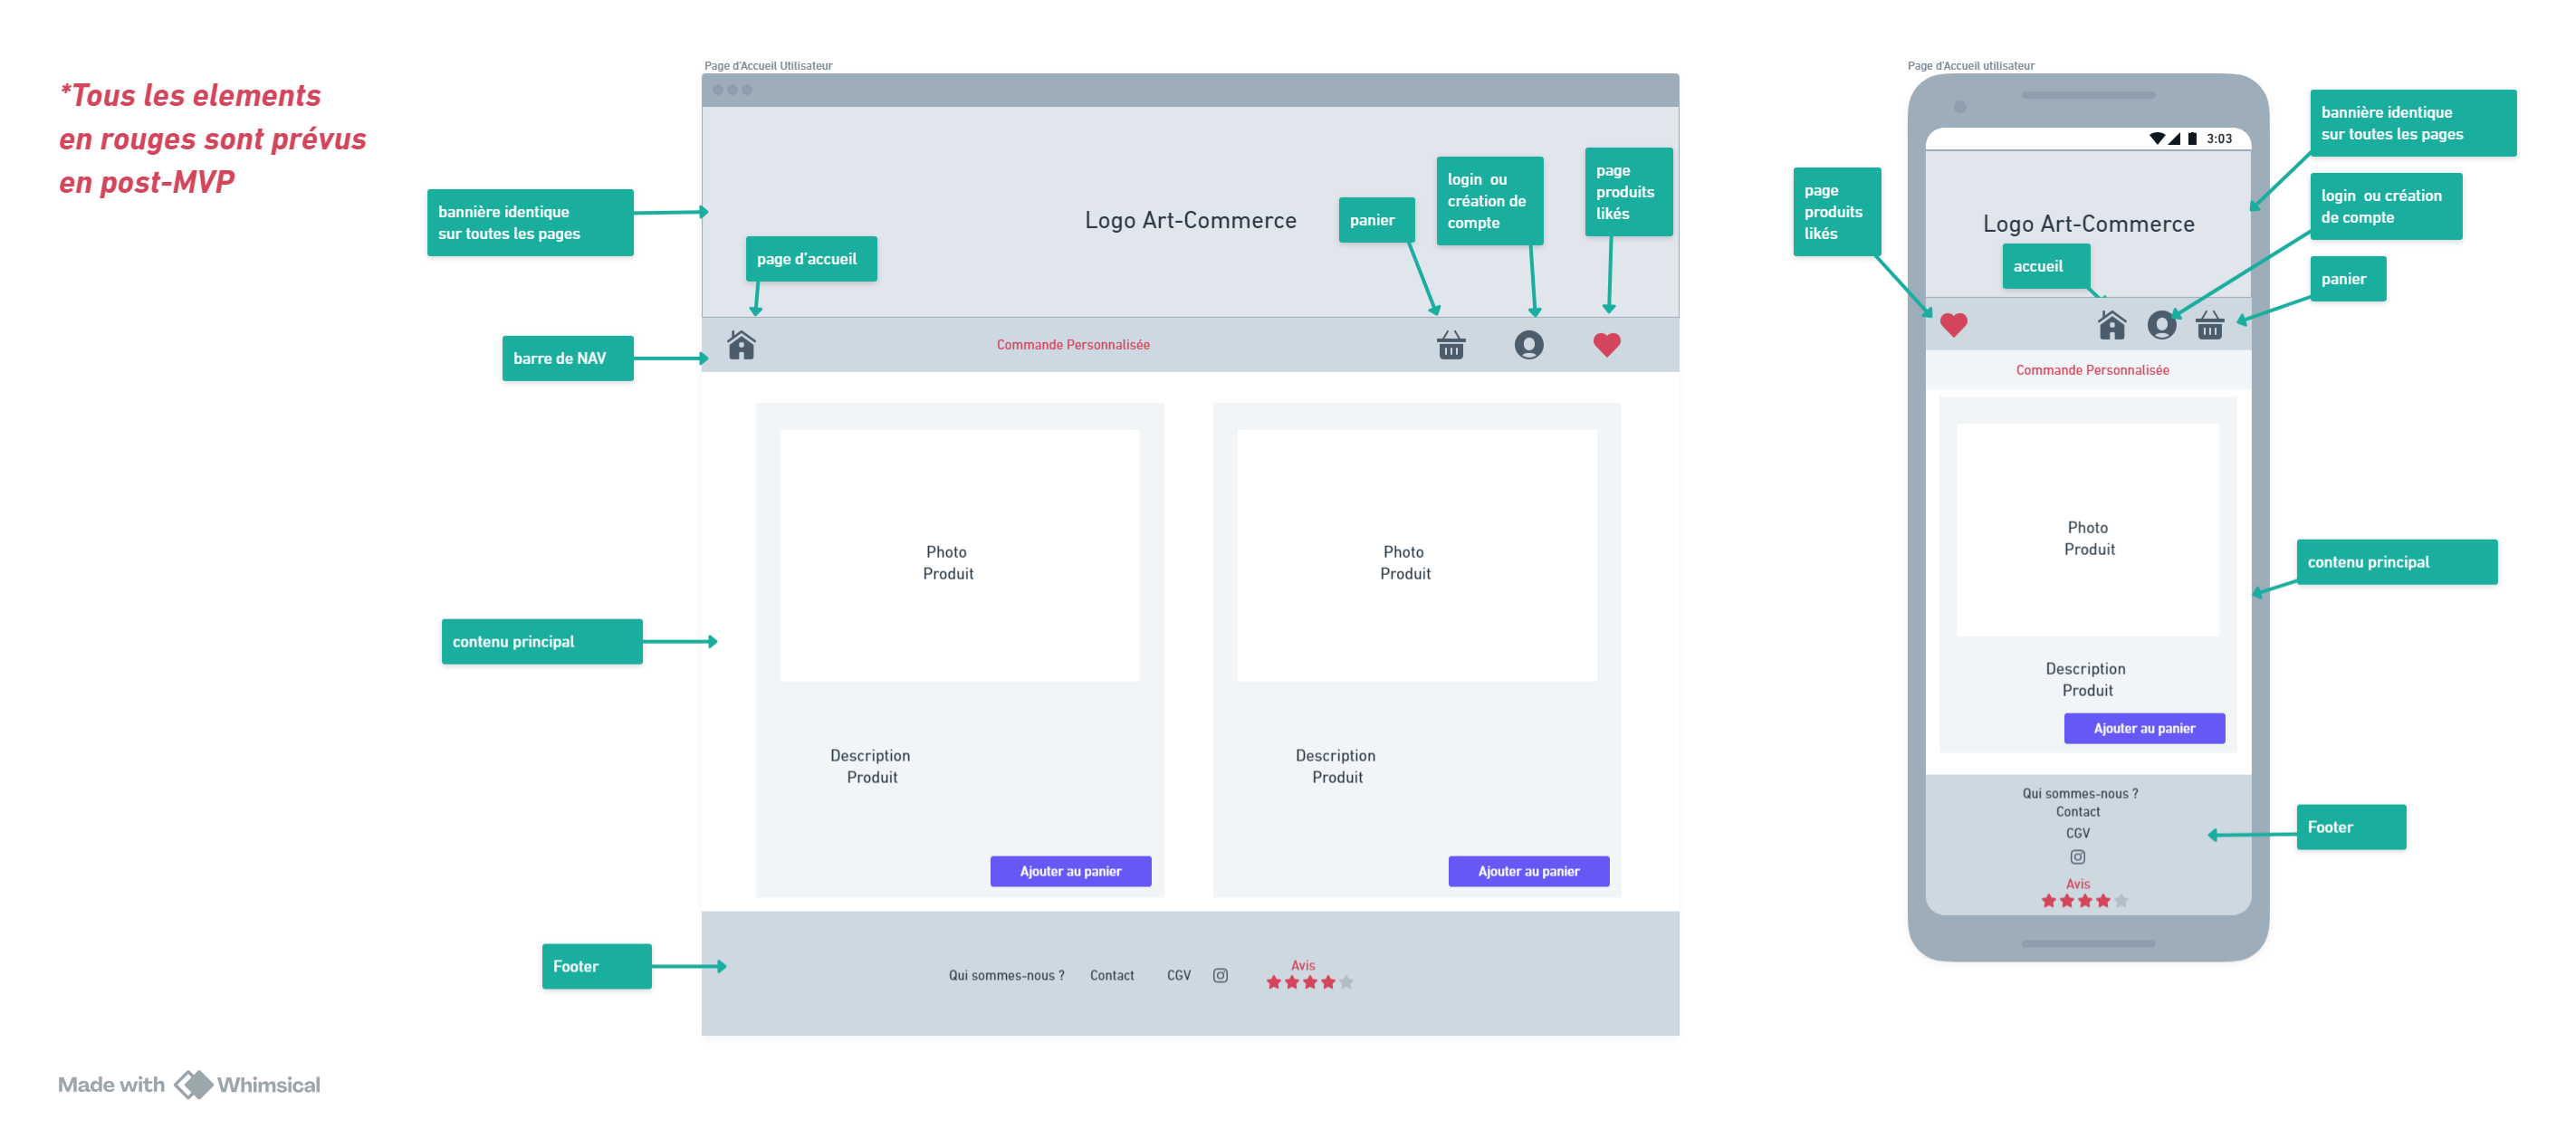 *Tous les elements
en rouges sont prévus
en post-MVP
Page d'Accueil Utilisateur
bannière identique
sur toutes les pages
Logo Art-Commerce
page d'accueil
panier
login ou
création de
compte
page
produits
likés
barre de NAV
Commande Personnalisée
contenu principal
Photo
Produit
Description
Produit
Ajouter au panier
Photo
Produit
Description
Produit
Ajouter au panier
Footer
Qui sommes-nous ?
Contact
CGV
Avis
Page d'Accueil utilisateur
3:03
bannière identique
sur toutes les pages
page
produits
likés
Logo Art-Commerce
login ou création
de compte
accueil
panier
Commande Personnalisée
Photo
Produit
contenu principal
Description
Produit
Ajouter au panier
Qui sommes-nous ?
Contact
CGV
Footer
Avis
Made with Whimsical